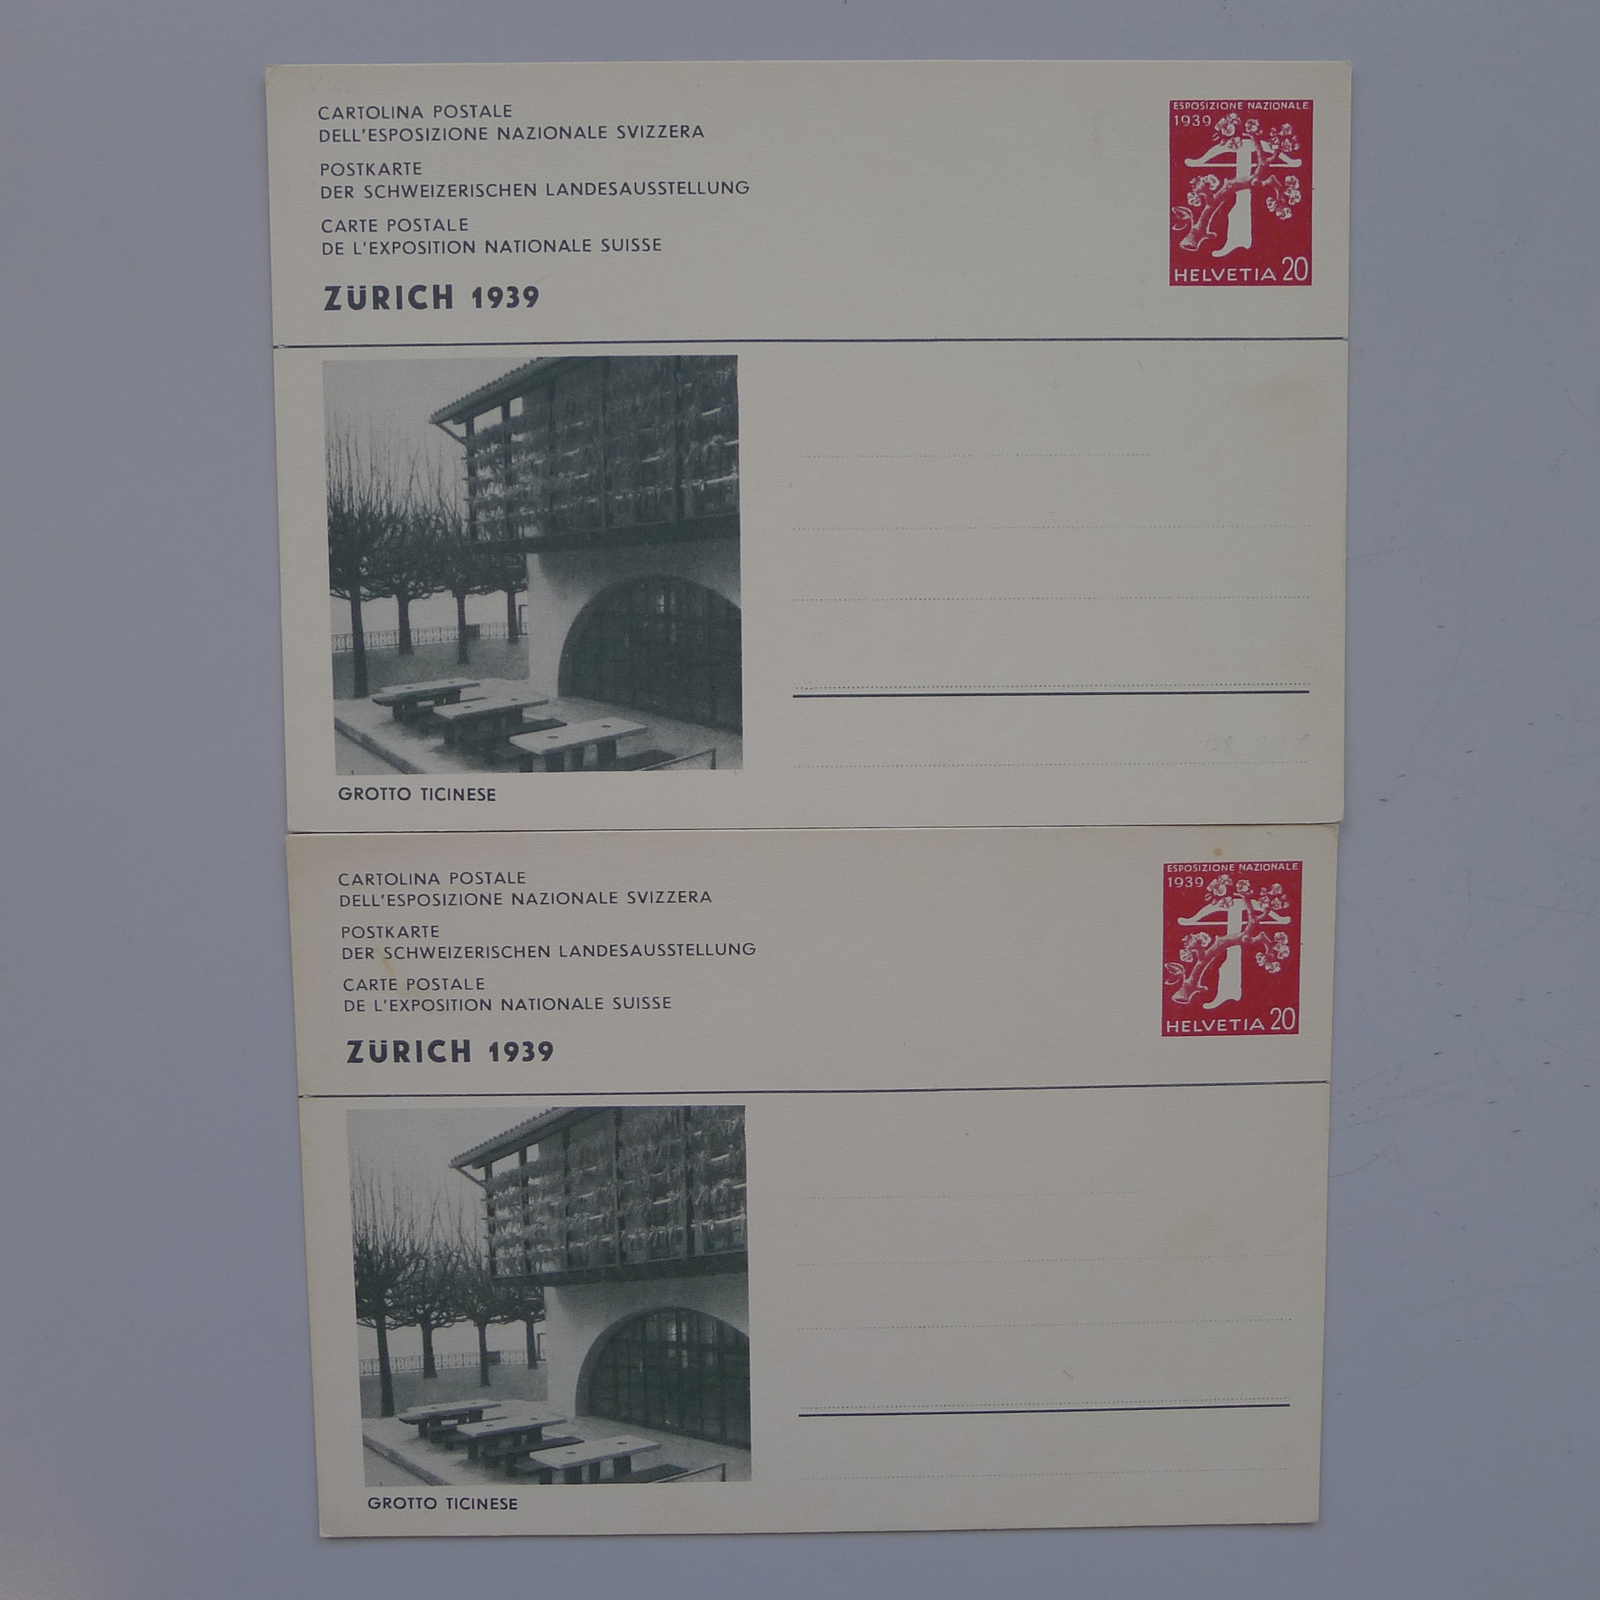 CARTOLINA POSTALE
DELL'ESPOSIZIONE NAZIONALE SVIZZERA
POSTKARTE
DER SCHWEIZERISCHEN LANDESAUSSTELLUNG
CARTE POSTALE
DE L'EXPOSITION NATIONALE SUISSE
ZÜRICH 1939
ESPOSIZIONE NAZIONALE
1939
HELVETIA 20
GROTTO TICINESE
CARTOLINA POSTALE
DELL'ESPOSIZIONE NAZIONALE SVIZZERA
POSTKARTE
DER SCHWEIZERISCHEN LANDESAUSSTELLUNG
CARTE POSTALE
DE L'EXPOSITION NATIONALE SUISSE
ZÜRICH 1939
ESPOSIZIONE NAZIONALE
1939
HELVETIA 20
GROTTO TICINESE